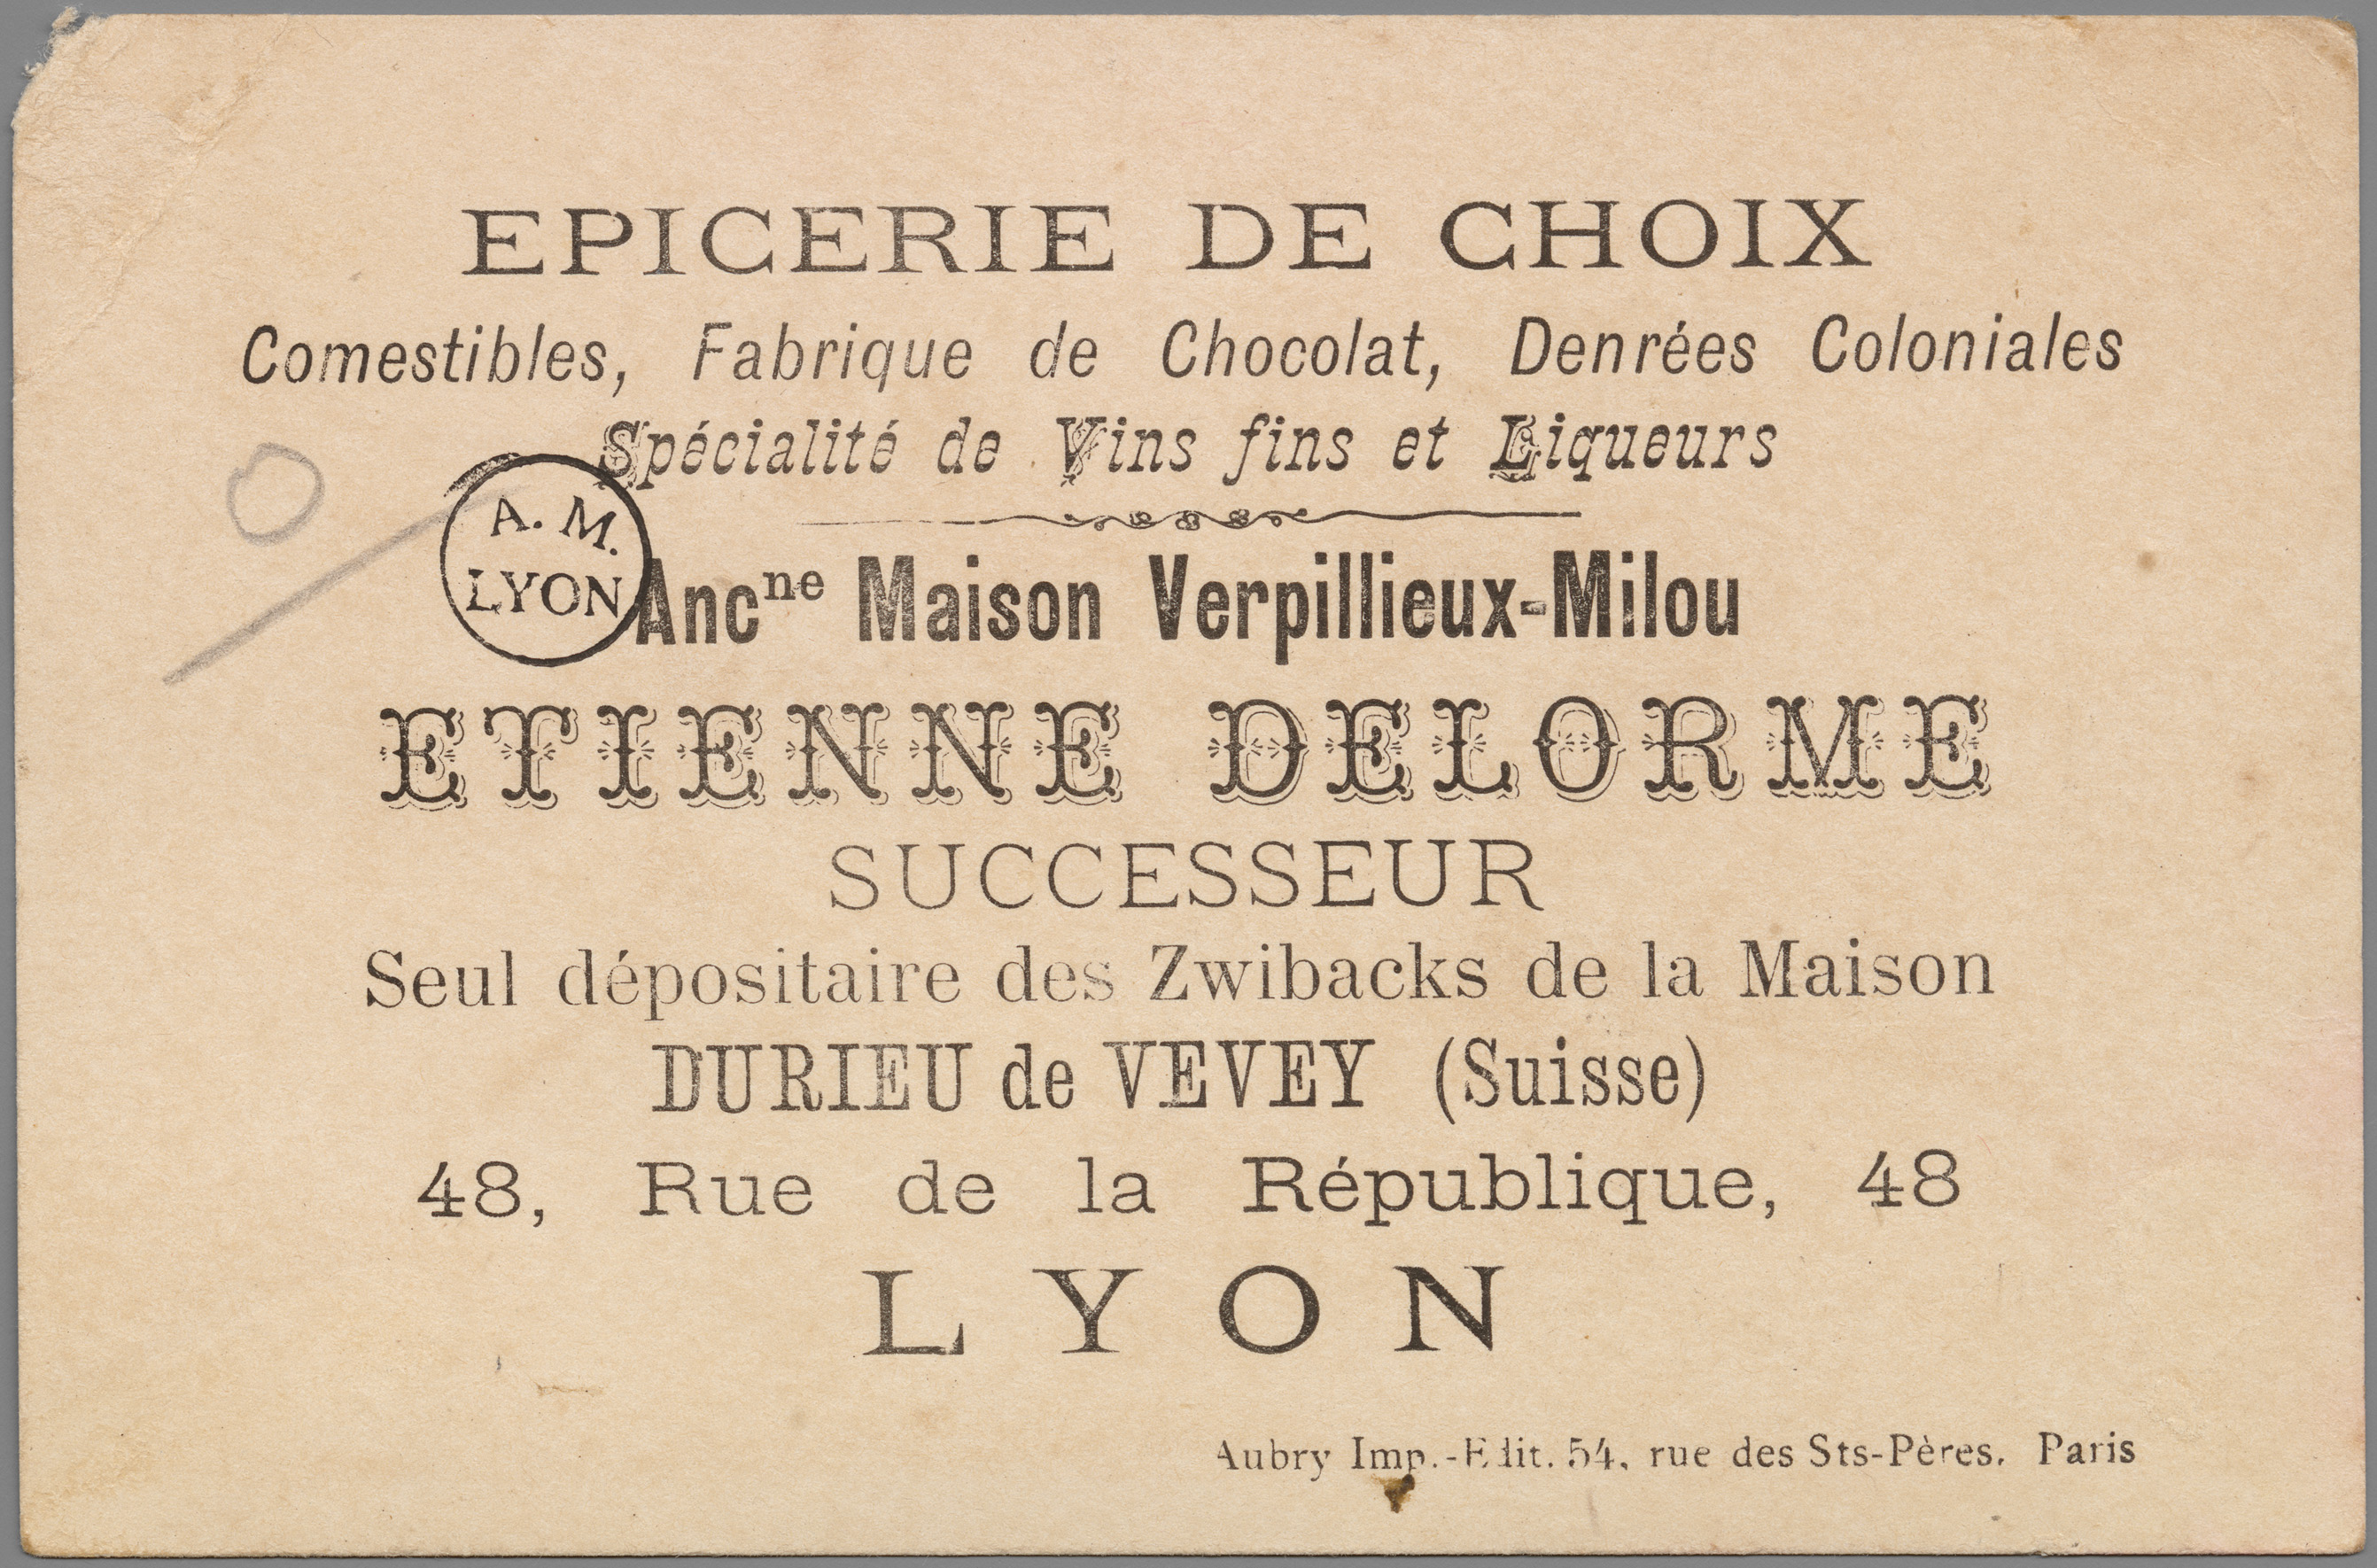 EPICERIE DE CHOIX
Comestibles, Fabrique de Chocolat, Denrées Coloniales
Spécialité de Vins fins et Liqueurs
A. M.
LYON
Ancne Maison Verpillieux-Milou
ETIENNE DELORME
SUCCESSEUR
Seul dépositaire des Zwibacks de la Maison
DURIEU de VEVEY (Suisse)
48, Rue de la République, 48
LYON
Aubry Imp.-Edit. 54, rue des Sts-Pères. Paris